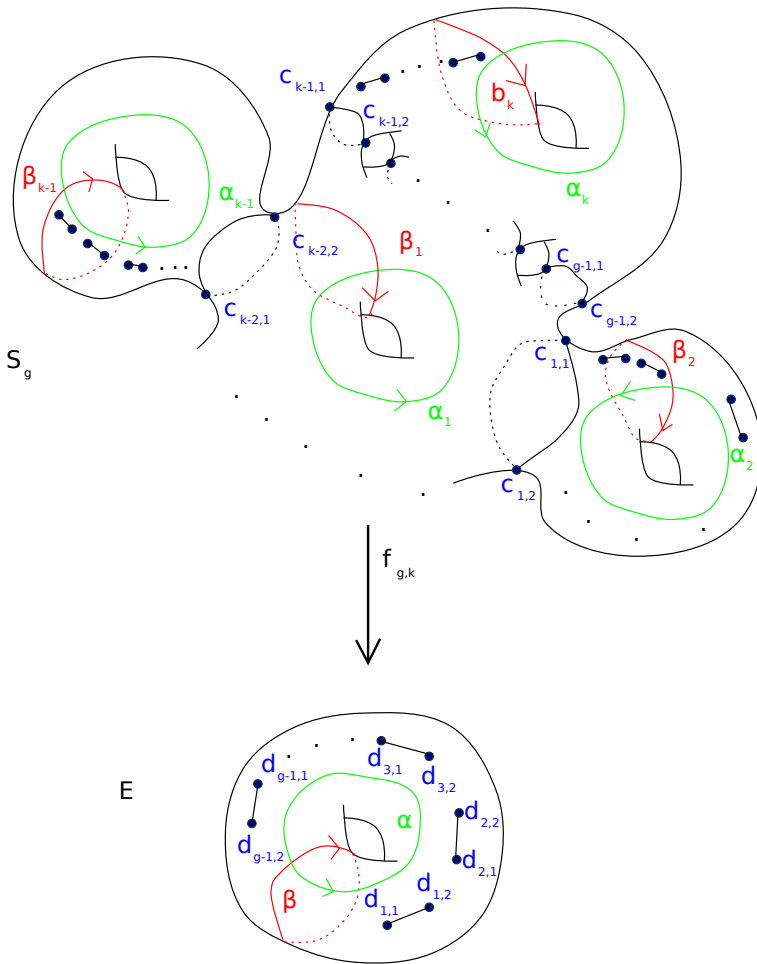 c k-1,1
b k
c k-1,2
β k-1
α k-1
α k
c k-2,2
β 1
c g-1,1
c k-2,1
c g-1,2
S g
c 1,1
β 2
α 1
α 2
c 1,2
f g,k
d g-1,1
d 3,1
d 3,2
E
α
d 2,2
d g-1,2
d 2,1
β
d 1,1
d 1,2